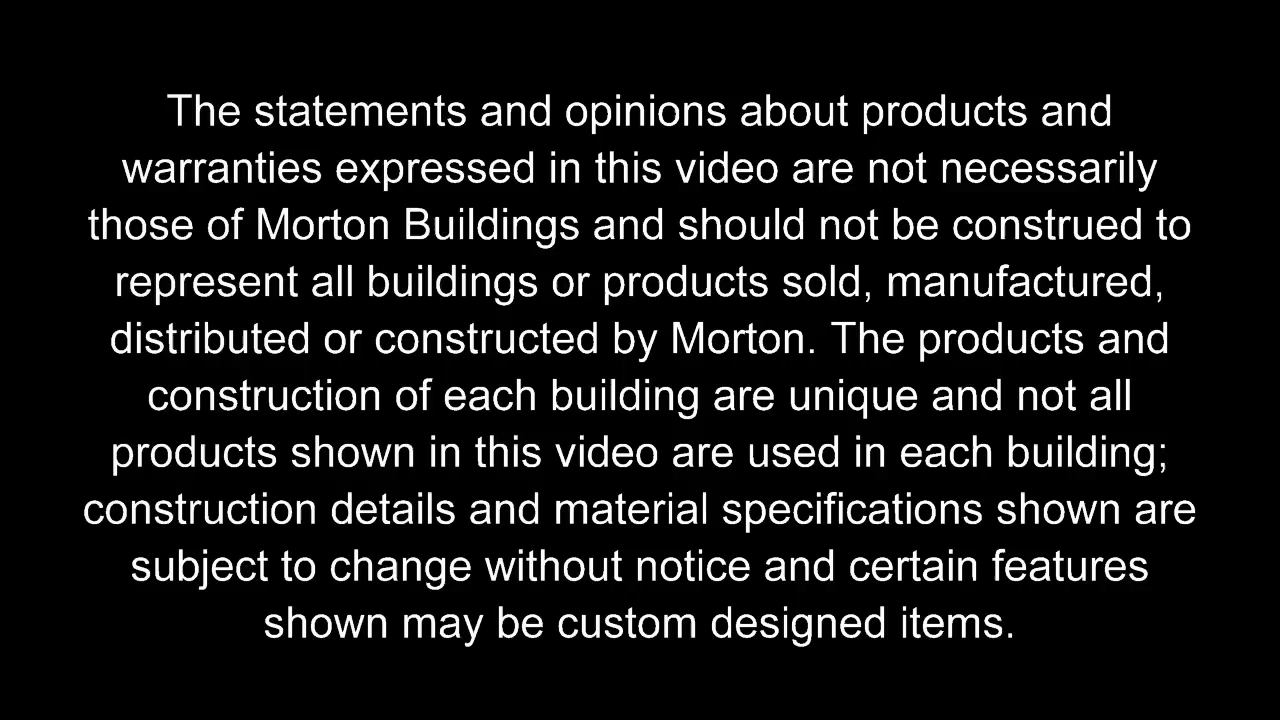 The statements and opinions about products and
warranties expressed in this video are not necessarily
those of Morton Buildings and should not be construed to
represent all buildings or products sold, manufactured,
distributed or constructed by Morton. The products and
construction of each building are unique and not all
products shown in this video are used in each building;
construction details and material specifications shown are
subject to change without notice and certain features
shown may be custom designed items.